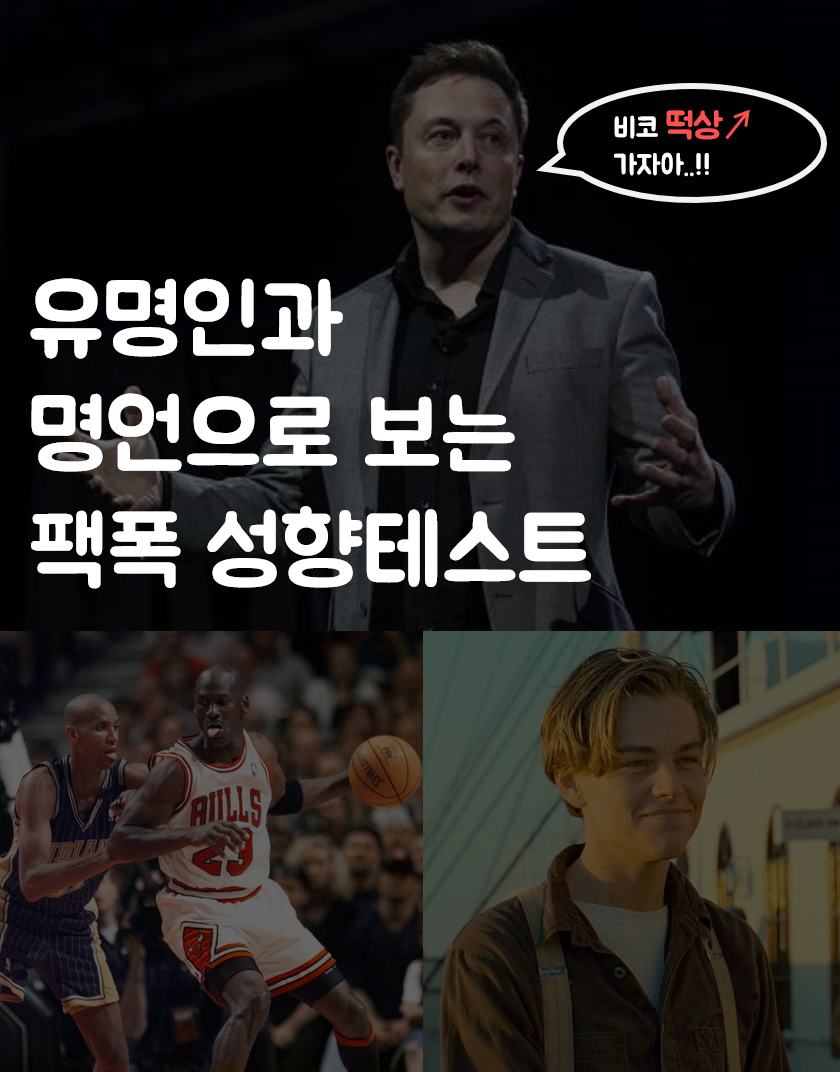 비코 떡상↗
가자아..!!
유명인과
명언으로 보는
팩폭 성향테스트
SPALDING
BULLS
23
INDIANA